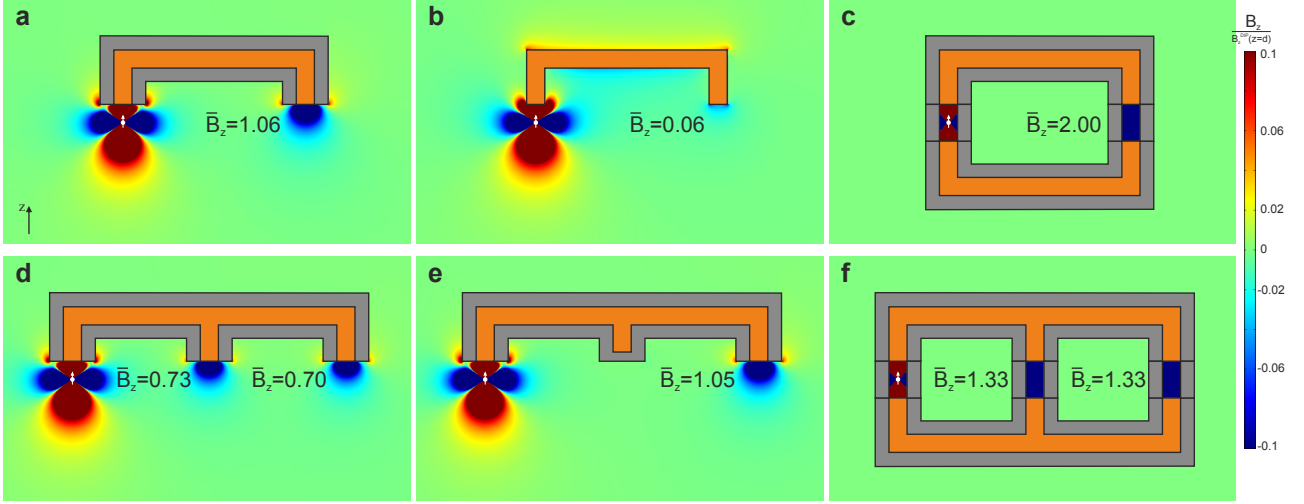 a
B̅z=1.06
z
b
B̅z=0.06
c
B̅z=2.00
d
B̅z=0.73
B̅z=0.70
e
B̅z=1.05
f
B̅z=1.33
B̅z=1.33
Bz
BzDIP(z=d)
0.1
0.06
0.02
0
-0.02
-0.06
-0.1